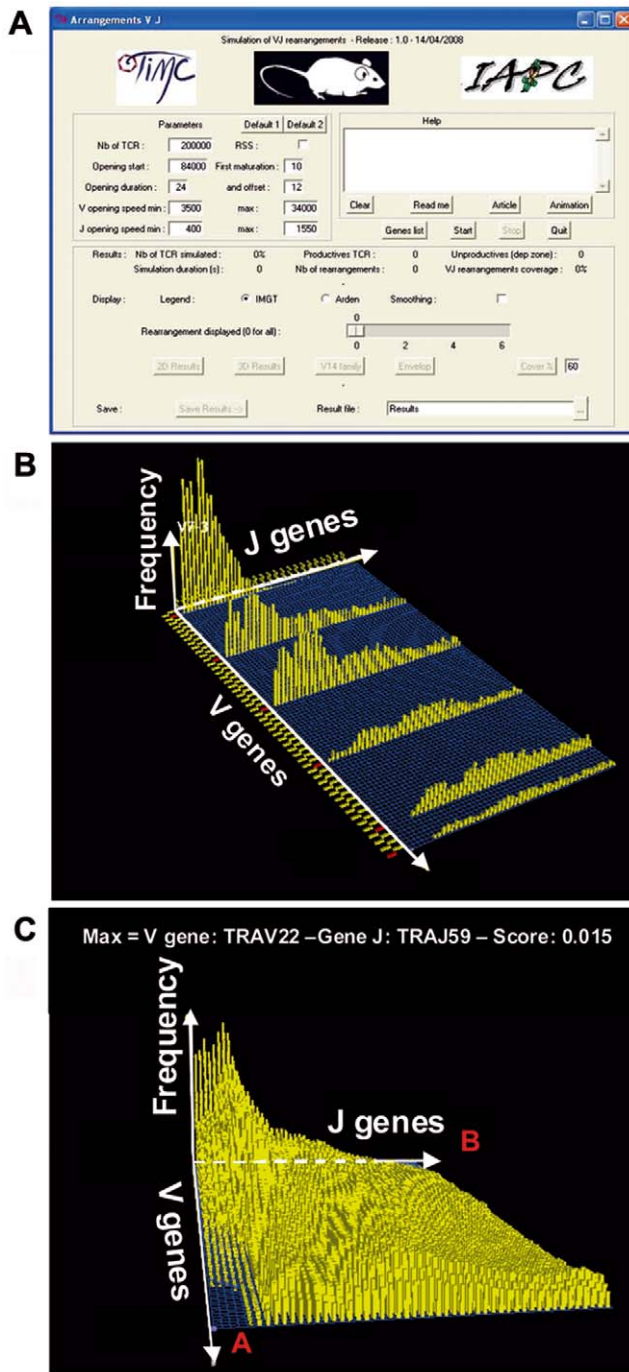 A
Arrangements V J
Simulation of VJ rearrangements - Release : 1.0 - 14/04/2008
TIMC
IAPC
Parameters Default 1 Default 2
Nb of TCR : 200000 RSS :
Opening start : 84000 First maturation : 10
Opening duration : 24 and offset : 12
V opening speed min : 3500 max : 34000
J opening speed min : 400 max : 1550
Help
Clear Read me Article Animation
Genes list Start Stop Quit
Results : Nb of TCR simulated : 0% Productives TCR : 0 Unproductives (dep zone) : 0
Simulation duration (s) : 0 Nb of rearrangements : 0 VJ rearrangements coverage : 0%
-
Display : Legend : IMGT Arden Smoothing :
0
Rearrangement displayed (0 for all) :
0 2 4 6
2D Results 3D Results V14 family Envelop Cover % 60
-
Save : Save Results -> Result file : Results ...
B
Frequency
J genes
V genes
C
Max = V gene: TRAV22 –Gene J: TRAJ59 – Score: 0.015
Frequency
J genes
B
V genes
A